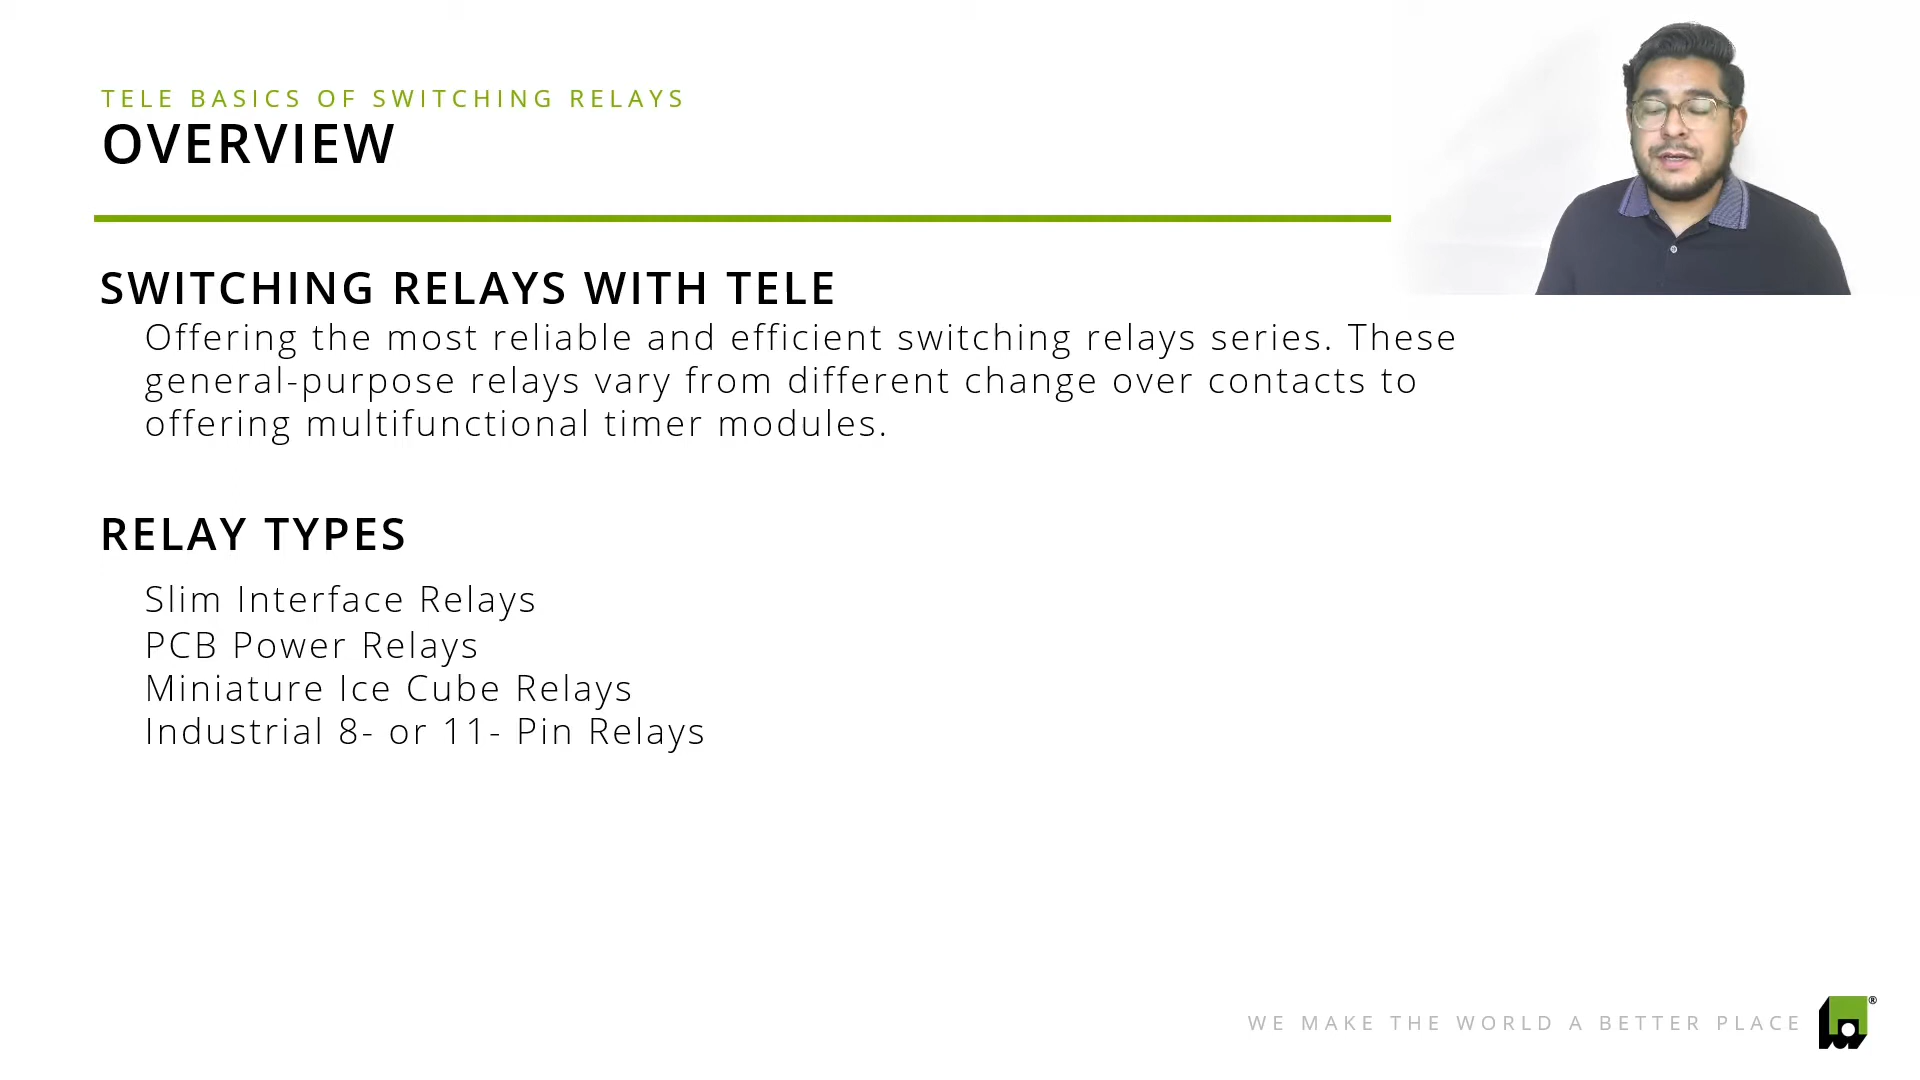 TELE BASICS OF SWITCHING RELAYS
OVERVIEW
SWITCHING RELAYS WITH TELE
Offering the most reliable and efficient switching relays series. These
general-purpose relays vary from different change over contacts to
offering multifunctional timer modules.
RELAY TYPES
Slim Interface Relays
PCB Power Relays
Miniature Ice Cube Relays
Industrial 8- or 11- Pin Relays
WE MAKE THE WORLD A BETTER PLACE
®